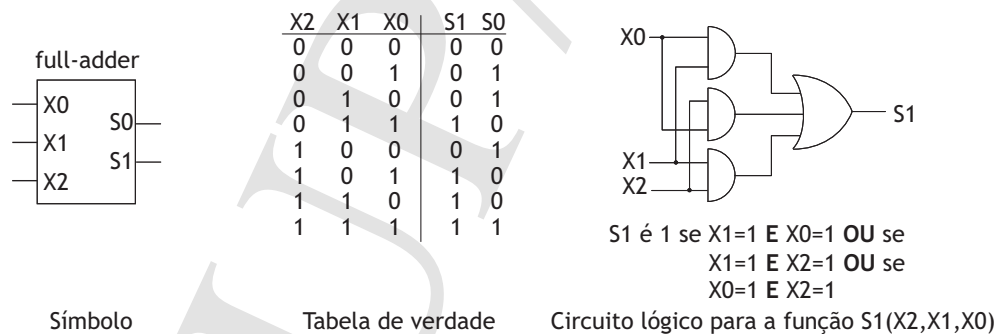 full-adder
X0
X1
X2
S0
S1
X2 X1 X0 S1 S0
0 0 0 0 0
0 0 1 0 1
0 1 0 0 1
0 1 1 1 0
1 0 0 0 1
1 0 1 1 0
1 1 0 1 0
1 1 1 1 1
X0
X1
X2
S1
S1 é 1 se X1=1 E X0=1 OU se
X1=1 E X2=1 OU se
X0=1 E X2=1
Símbolo
Tabela de verdade
Circuito lógico para a função S1(X2,X1,X0)